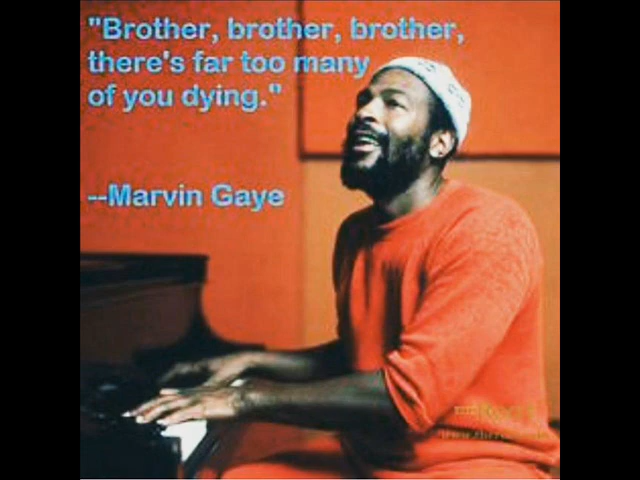 "Brother, brother, brother,
there's far too many
of you dying."
--Marvin Gaye